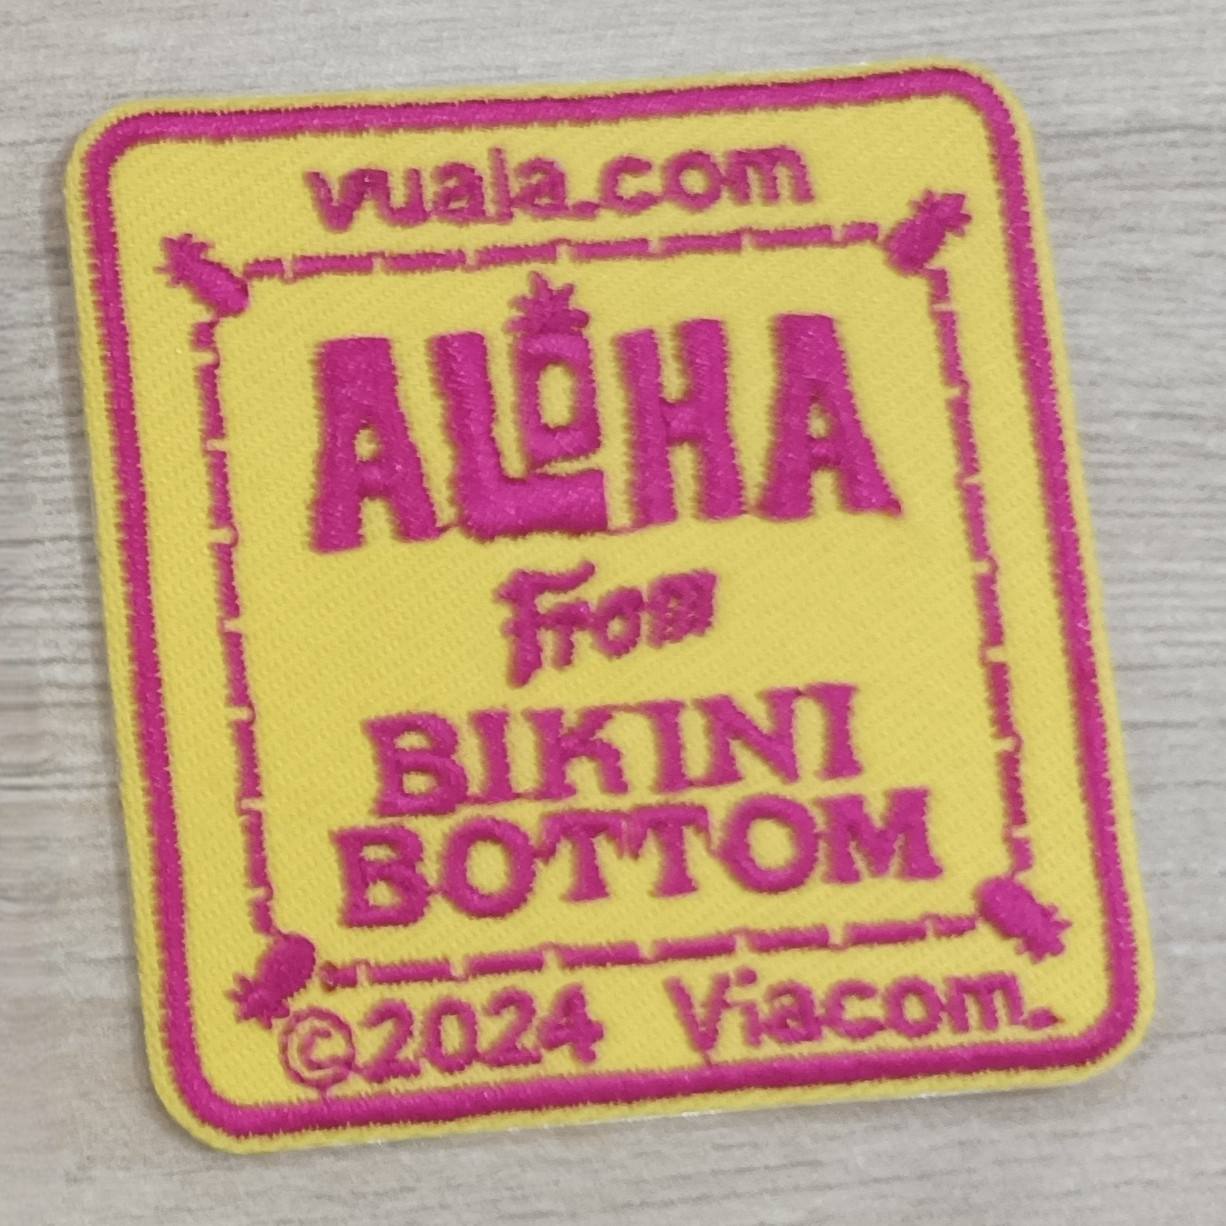 vuala.com
ALOHA
From
BIKINI
BOTTOM
©2024 Viacom.